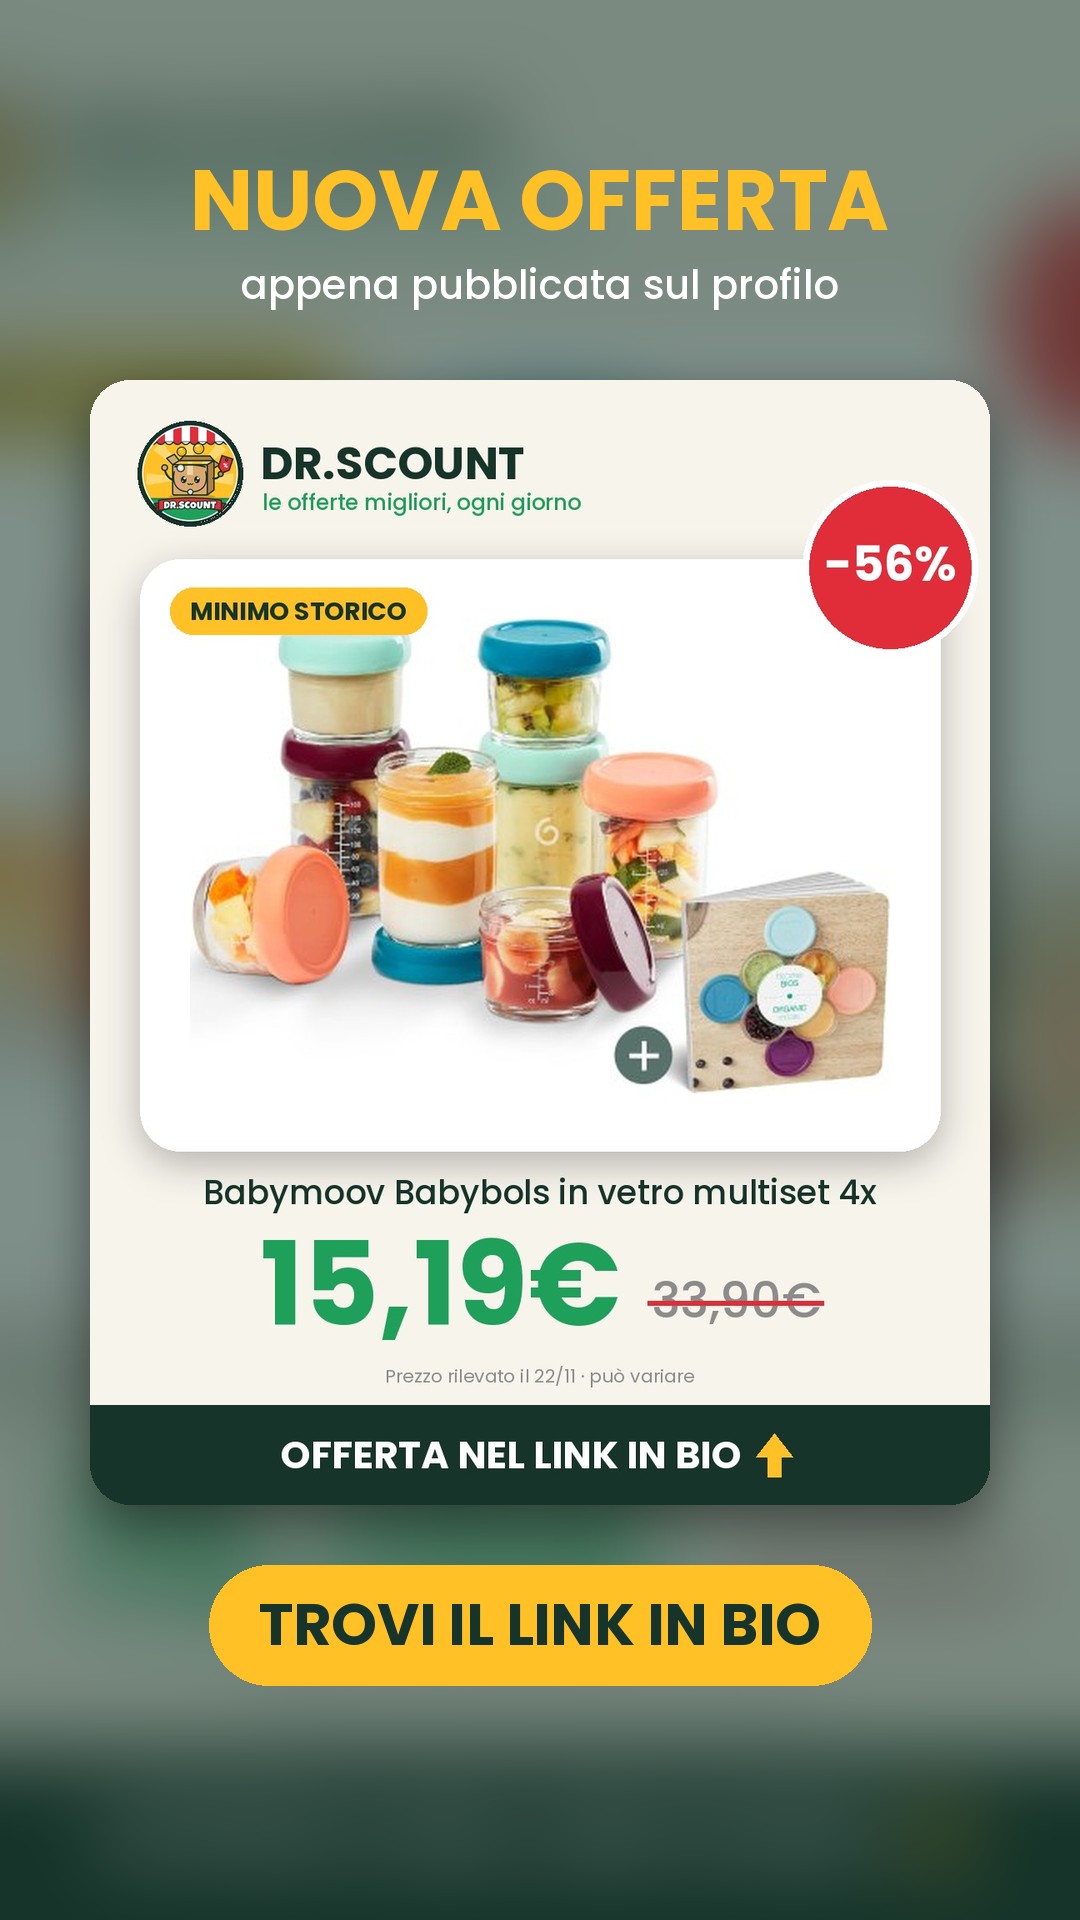 NUOVA OFFERTA
appena pubblicata sul profilo
DR.SCOUNT
DR.SCOUNT
le offerte migliori, ogni giorno
-56%
MINIMO STORICO
BIOS
ORGANIC
Babymoov Babybols in vetro multiset 4x
15,19€ 33,90€
Prezzo rilevato il 22/11 · può variare
OFFERTA NEL LINK IN BIO
TROVI IL LINK IN BIO